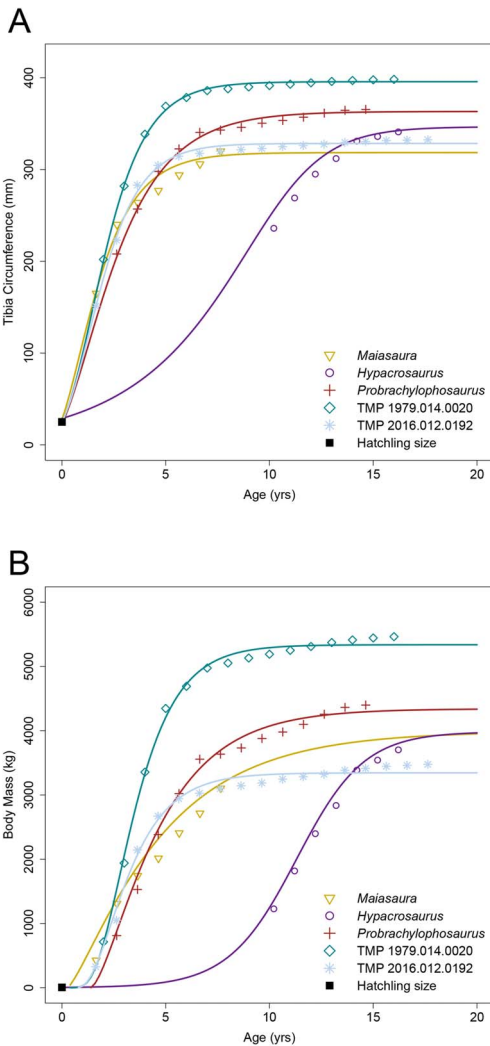 A
400
300
200
100
0
Tibia Circumference (mm)
Maiasaura
Hypacrosaurus
Probrachylophosaurus
TMP 1979.014.0020
TMP 2016.012.0192
Hatchling size
0 5 10 15 20
Age (yrs)
B
6000
5000
4000
3000
2000
1000
0
Body Mass (kg)
Maiasaura
Hypacrosaurus
Probrachylophosaurus
TMP 1979.014.0020
TMP 2016.012.0192
Hatchling size
0 5 10 15 20
Age (yrs)